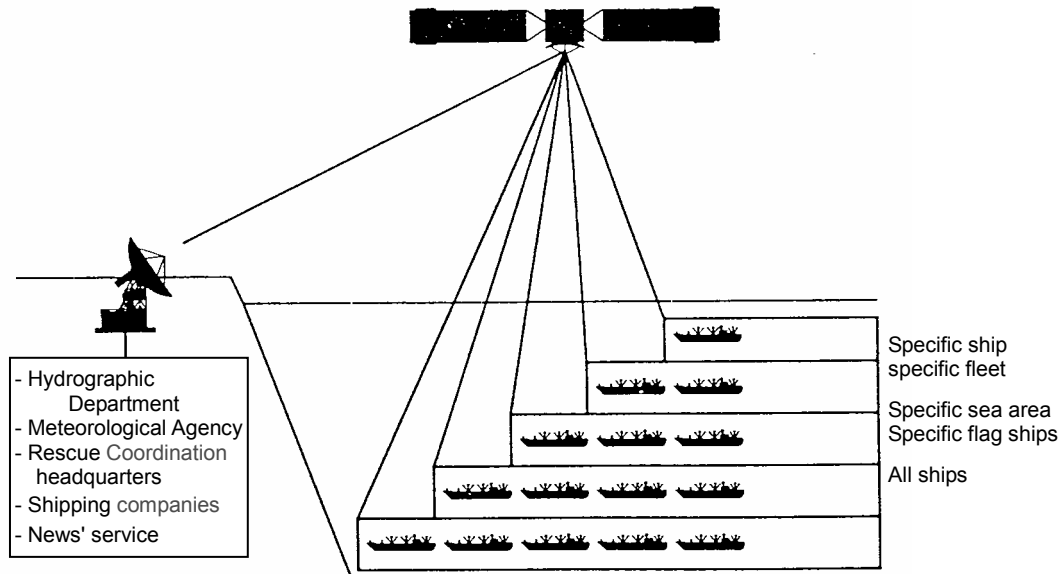 - Hydrographic
Department
- Meteorological Agency
- Rescue Coordination
headquarters
- Shipping companies
- News' service
Specific ship
specific fleet
Specific sea area
Specific flag ships
All ships